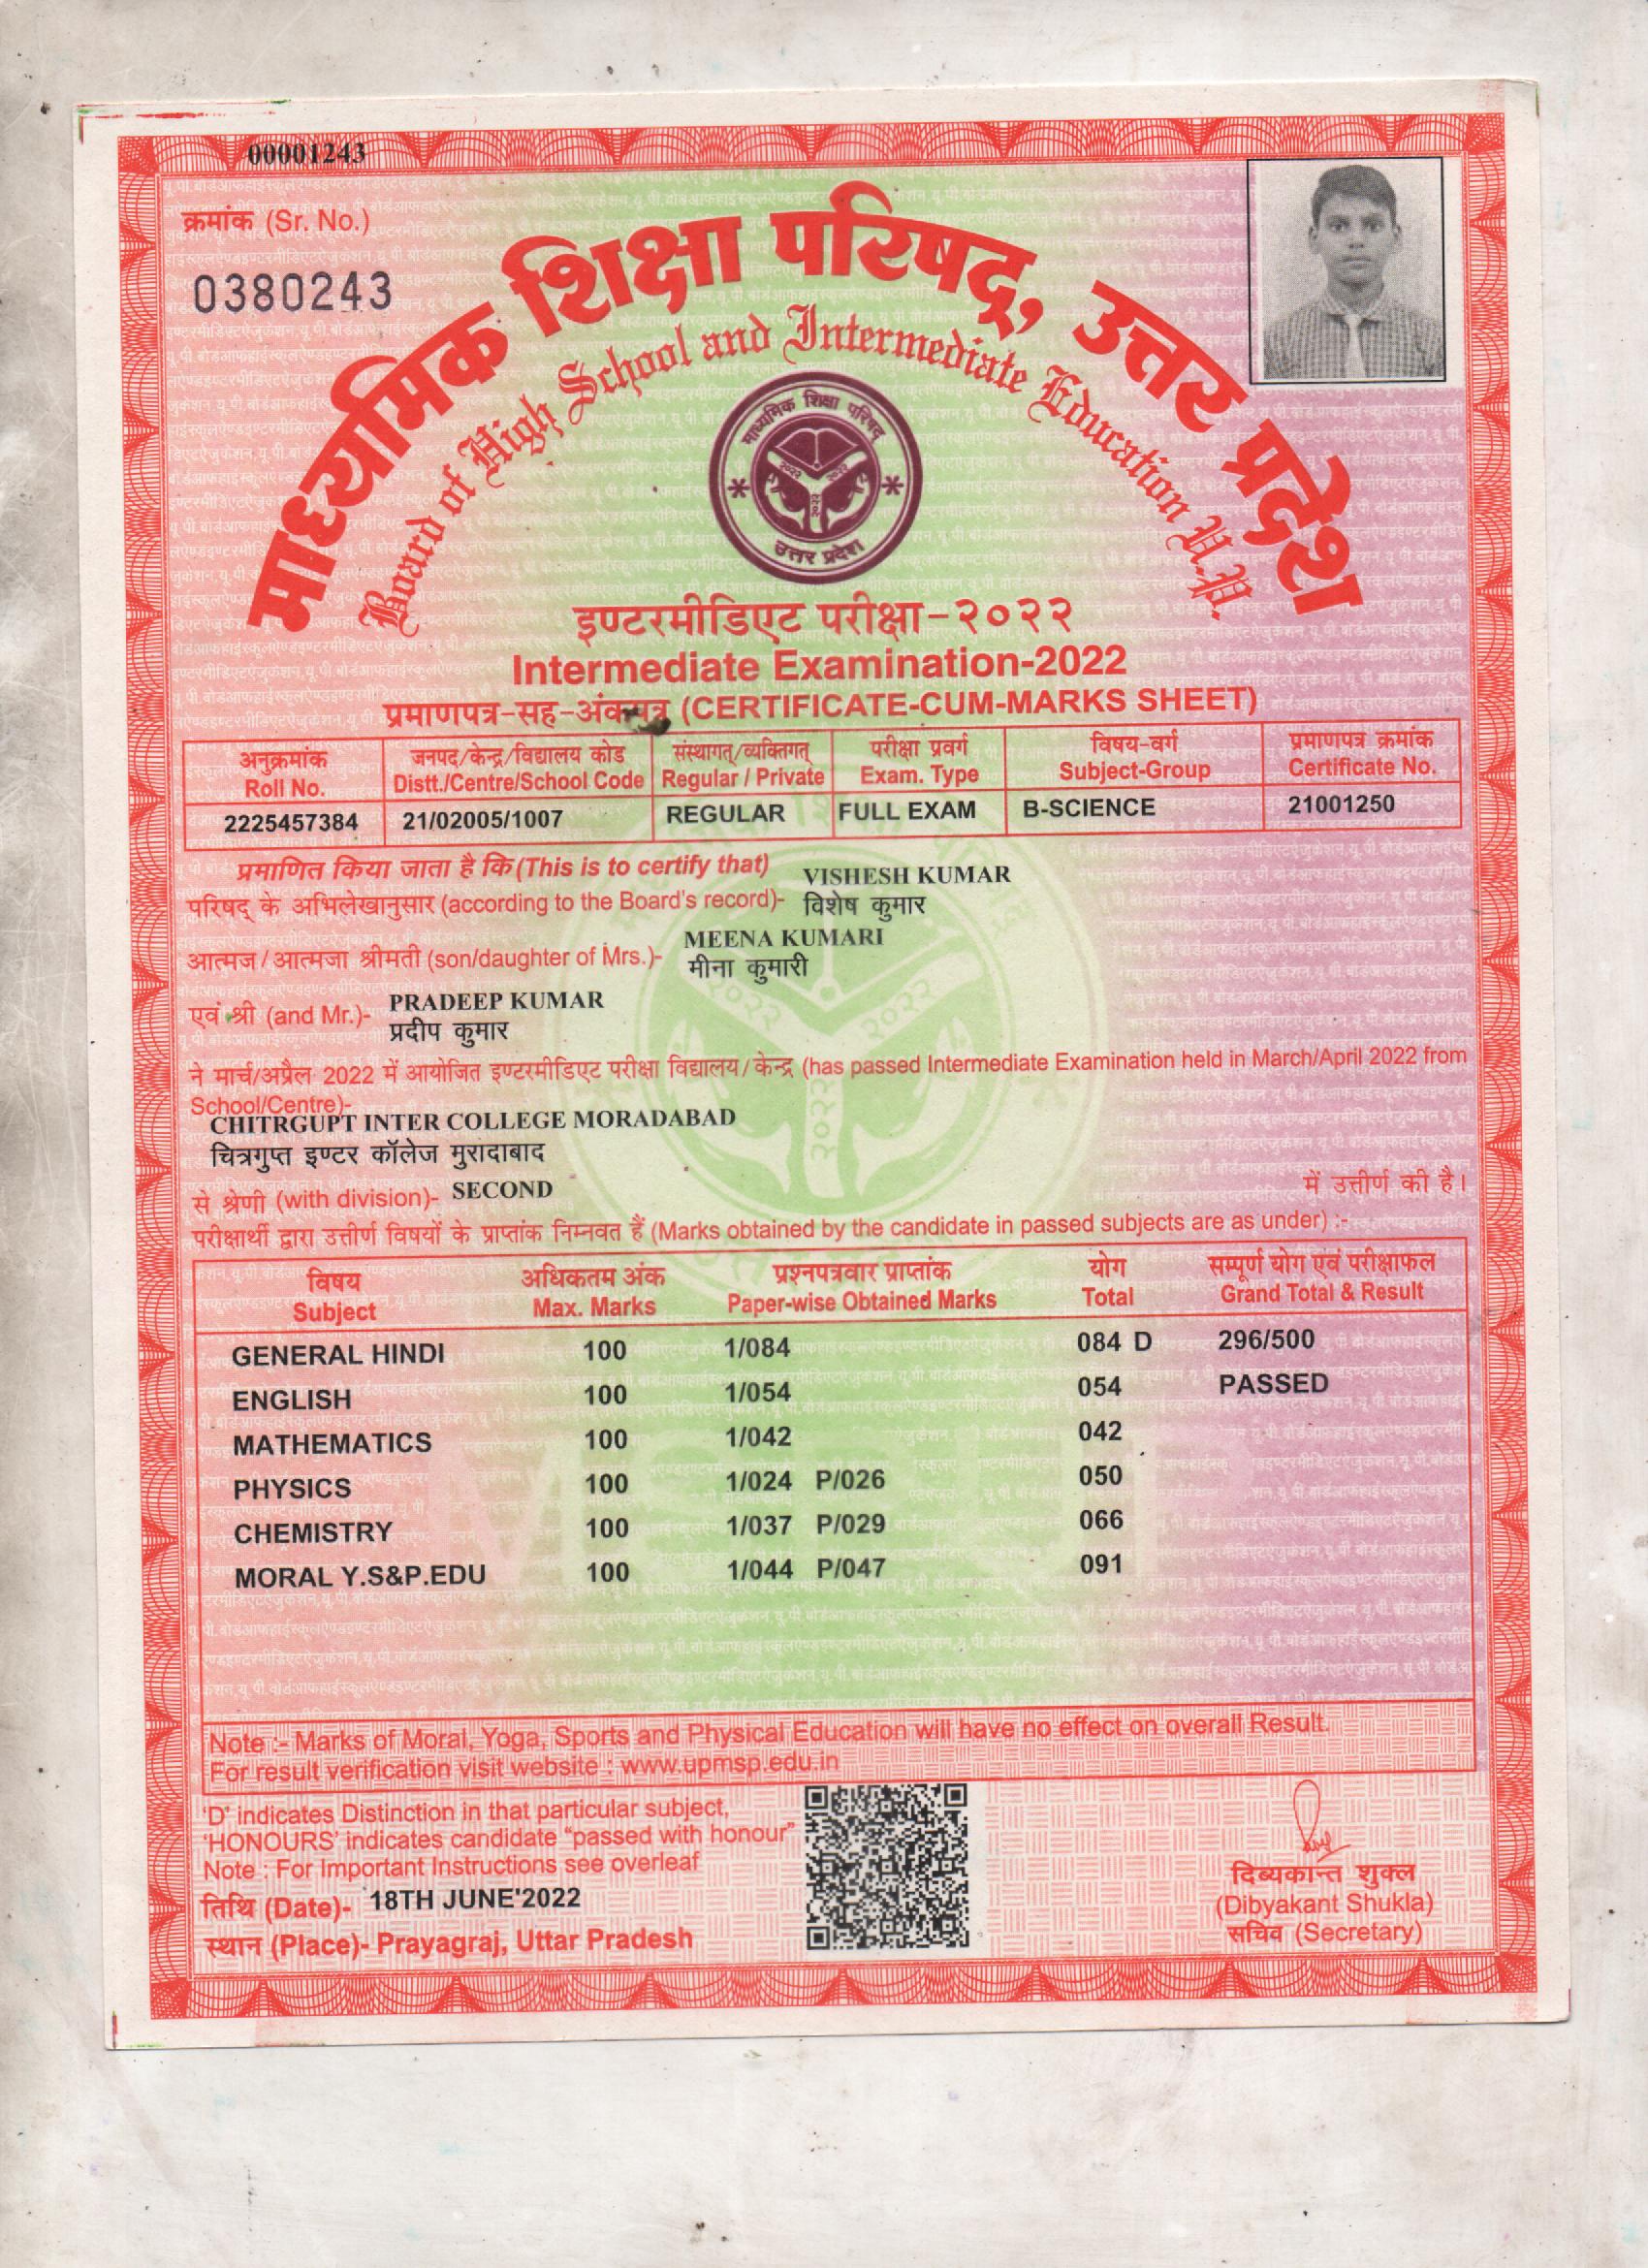 00001243
क्रमांक (Sr. No.)
0380243
माध्यमिक शिक्षा परिषद्, उत्तर प्रदेश
Board of High School and Intermediate Education U.P.
माध्यमिक शिक्षा परिषद्
२०२२ २०२२
२०२२
उत्तर प्रदेश
इण्टरमीडिएट परीक्षा-२०२२
Intermediate Examination-2022
प्रमाणपत्र-सह-अंकपत्र (CERTIFICATE-CUM-MARKS SHEET)
अनुक्रमांक जनपद/केन्द्र/विद्यालय कोड संस्थागत्/व्यक्तिगत् परीक्षा प्रवर्ग विषय-वर्ग प्रमाणपत्र क्रमांक
Roll No. Distt./Centre/School Code Regular / Private Exam. Type Subject-Group Certificate No.
2225457384 21/02005/1007 REGULAR FULL EXAM B-SCIENCE 21001250
प्रमाणित किया जाता है कि (This is to certify that) VISHESH KUMAR
परिषद् के अभिलेखानुसार (according to the Board's record)- विशेष कुमार
MEENA KUMARI
आत्मज/आत्मजा श्रीमती (son/daughter of Mrs.)- मीना कुमारी
PRADEEP KUMAR
एवं श्री (and Mr.)- प्रदीप कुमार
ने मार्च/अप्रैल 2022 में आयोजित इण्टरमीडिएट परीक्षा विद्यालय/केन्द्र (has passed Intermediate Examination held in March/April 2022 from
School/Centre)-
CHITRGUPT INTER COLLEGE MORADABAD
चित्रगुप्त इण्टर कॉलेज मुरादाबाद
से श्रेणी (with division)- SECOND में उत्तीर्ण की है।
परीक्षार्थी द्वारा उत्तीर्ण विषयों के प्राप्तांक निम्नवत हैं (Marks obtained by the candidate in passed subjects are as under) :-
विषय अधिकतम अंक प्रश्नपत्रवार प्राप्तांक योग सम्पूर्ण योग एवं परीक्षाफल
Subject Max. Marks Paper-wise Obtained Marks Total Grand Total & Result
GENERAL HINDI 100 1/084 084 D 296/500
ENGLISH 100 1/054 054 PASSED
MATHEMATICS 100 1/042 042
PHYSICS 100 1/024 P/026 050
CHEMISTRY 100 1/037 P/029 066
MORAL Y.S&P.EDU 100 1/044 P/047 091
Note :- Marks of Moral, Yoga, Sports and Physical Education will have no effect on overall Result.
For result verification visit website : www.upmsp.edu.in
'D' indicates Distinction in that particular subject,
'HONOURS' indicates candidate "passed with honour"
Note : For Important Instructions see overleaf
तिथि (Date)- 18TH JUNE'2022
स्थान (Place)- Prayagraj, Uttar Pradesh
दिब्यकान्त शुक्ल
(Dibyakant Shukla)
सचिव (Secretary)